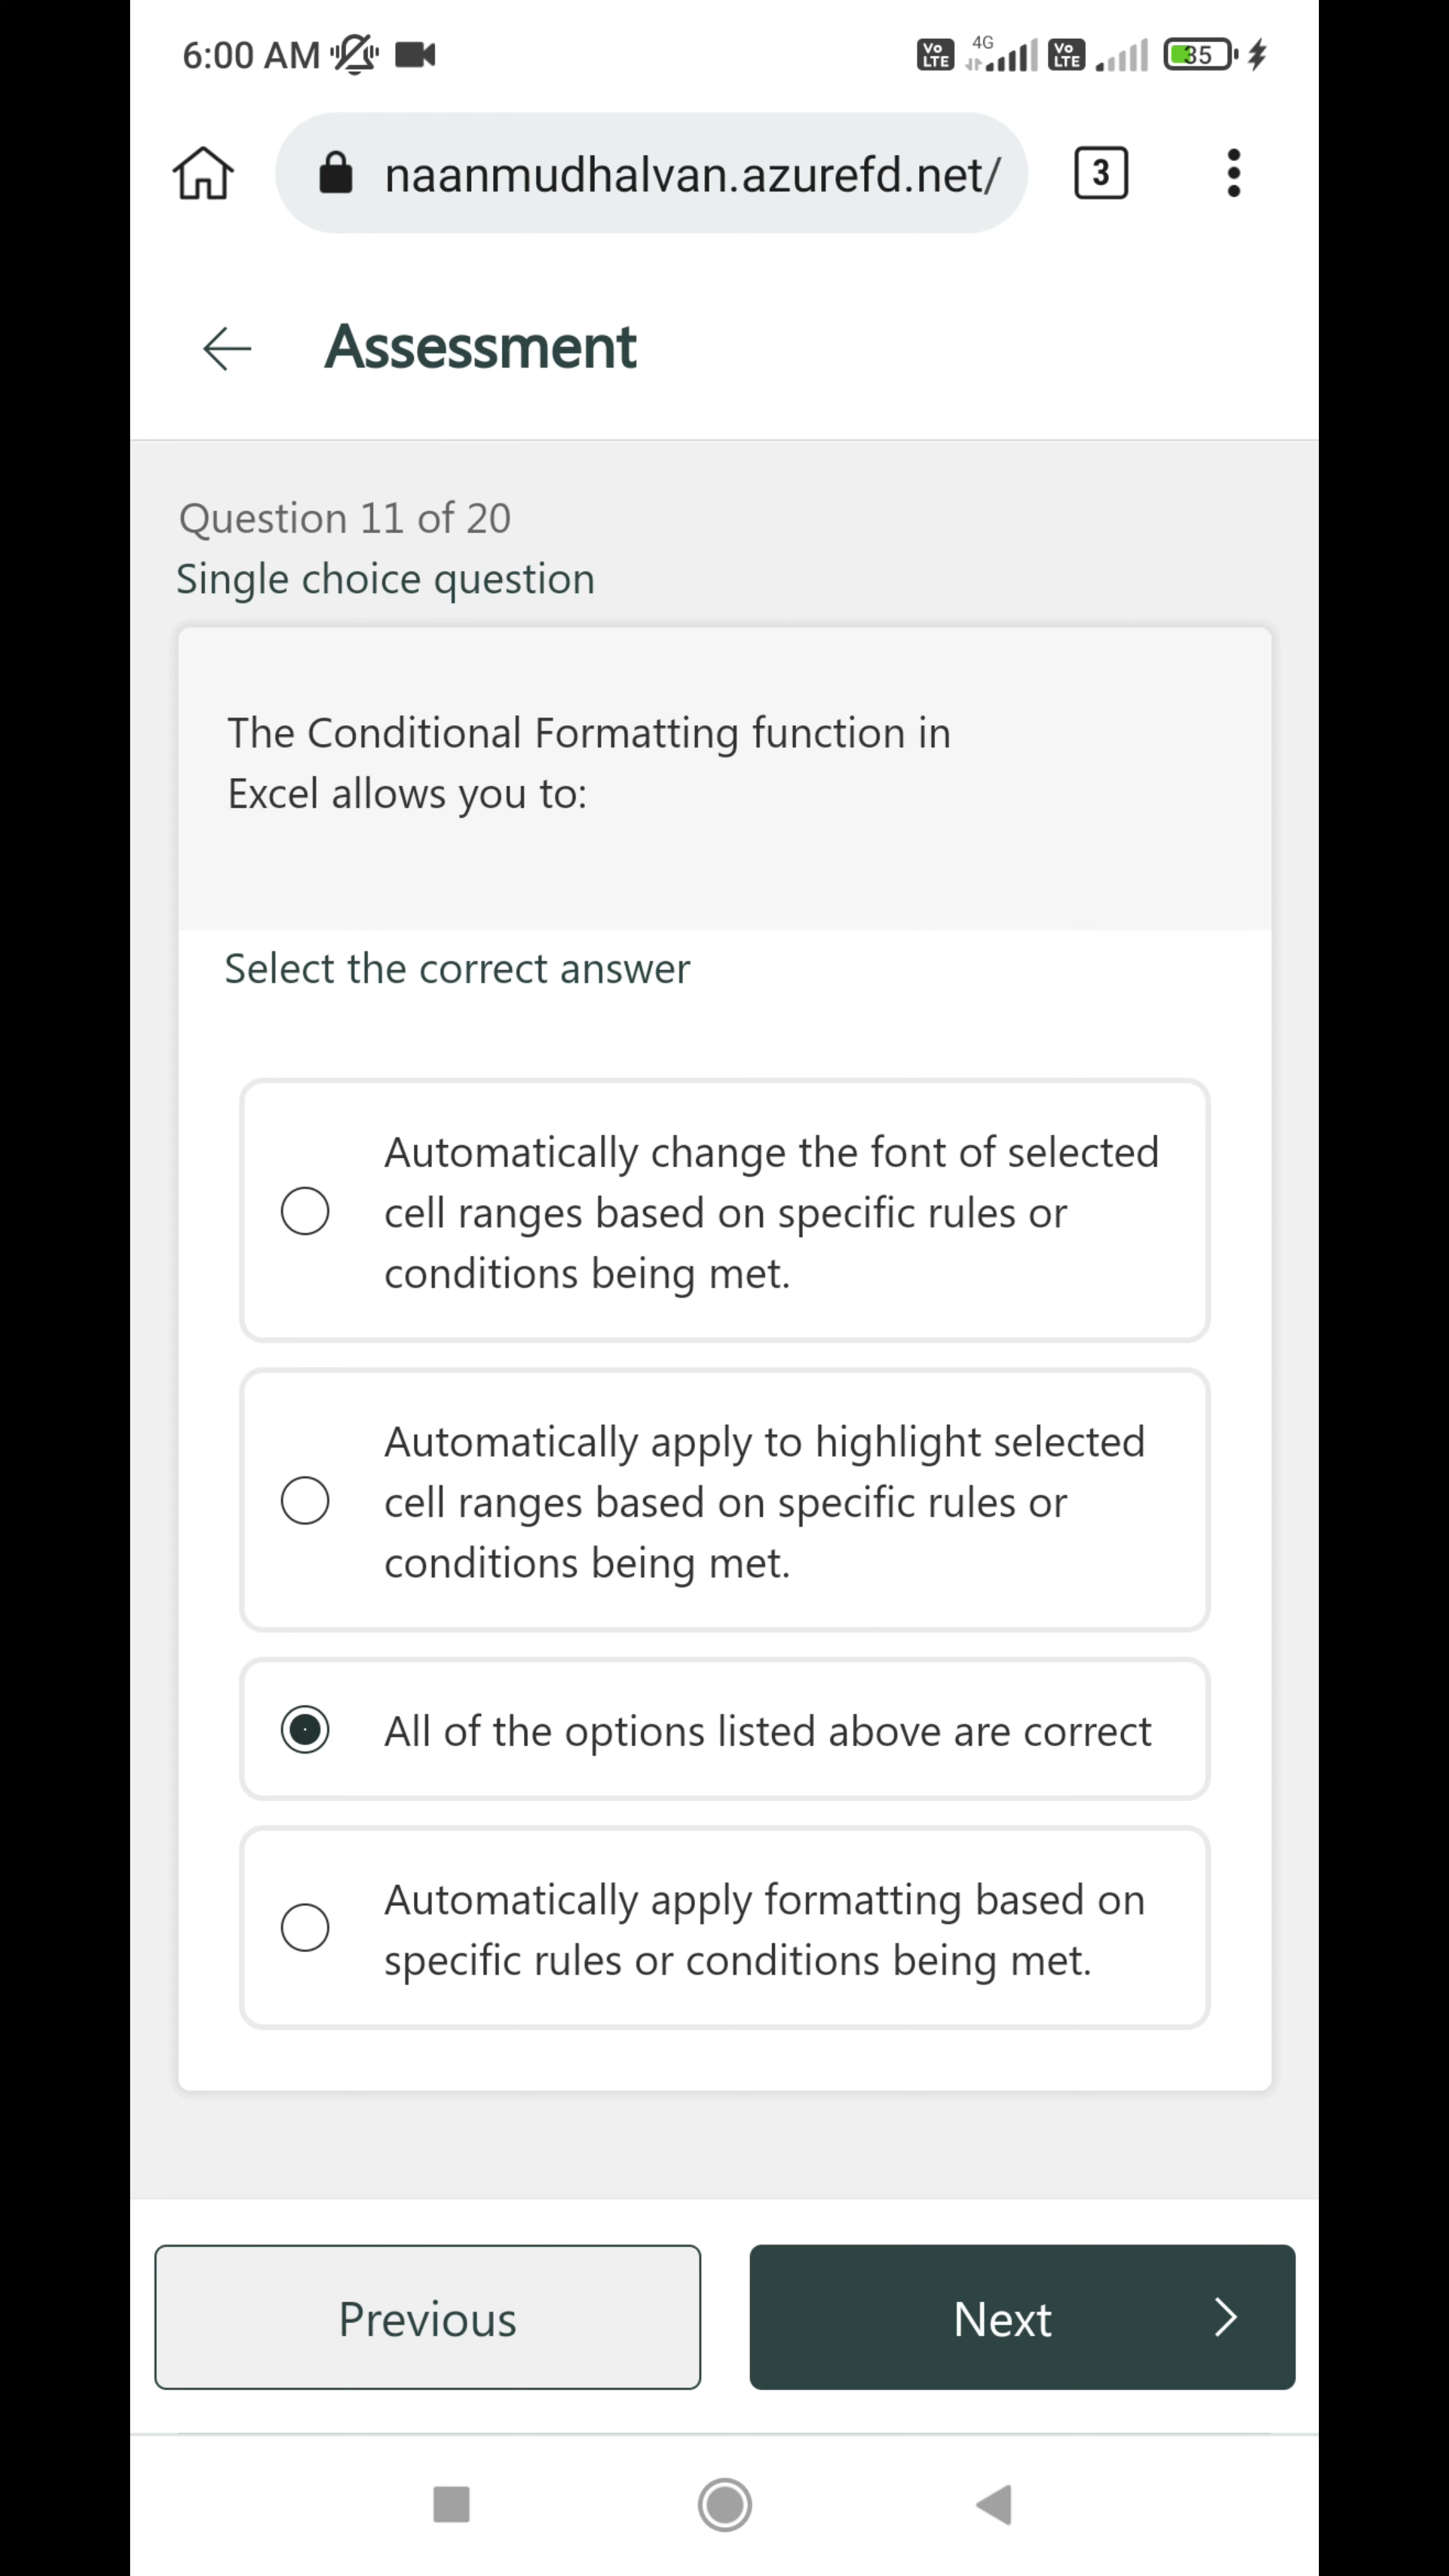 6:00 AM
Vo LTE 4G Vo LTE 35
naanmudhalvan.azurefd.net/
3
Assessment
Question 11 of 20
Single choice question
The Conditional Formatting function in
Excel allows you to:
Select the correct answer
Automatically change the font of selected
cell ranges based on specific rules or
conditions being met.
Automatically apply to highlight selected
cell ranges based on specific rules or
conditions being met.
All of the options listed above are correct
Automatically apply formatting based on
specific rules or conditions being met.
Previous
Next